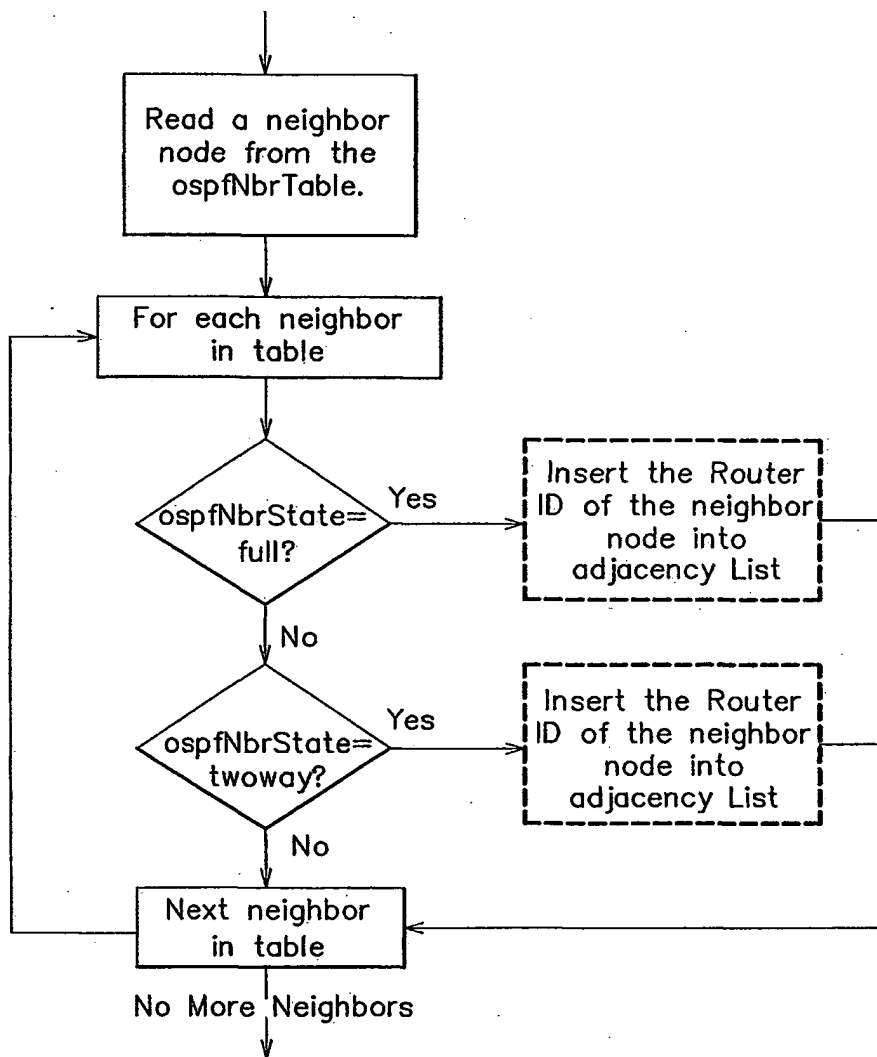 Read a neighbor
node from the
ospfNbrTable.
For each neighbor
in table
ospfNbrState=
full?
Yes
Insert the Router
ID of the neighbor
node into
adjacency List
No
ospfNbrState=
twoway?
Yes
Insert the Router
ID of the neighbor
node into
adjacency List
No
Next neighbor
in table
No More Neighbors